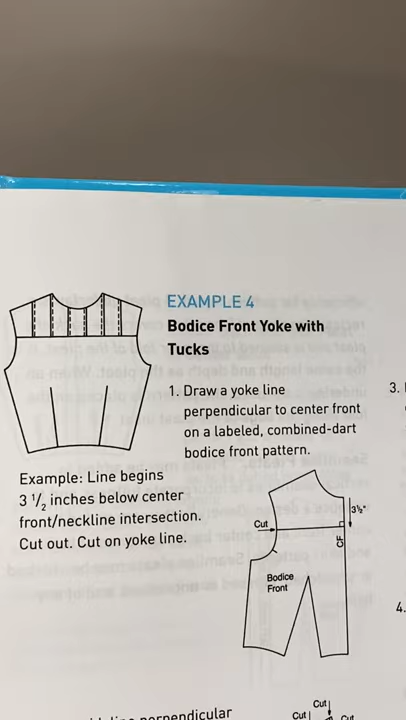 EXAMPLE 4
Bodice Front Yoke with
Tucks
1. Draw a yoke line
perpendicular to center front
on a labeled, combined-dart
bodice front pattern.
Example: Line begins
3 1/2 inches below center
front/neckline intersection.
Cut out. Cut on yoke line.
3.
3½"
Cut
CF
Bodice
Front
4.
perpendicular
Cut
Cut
Cut